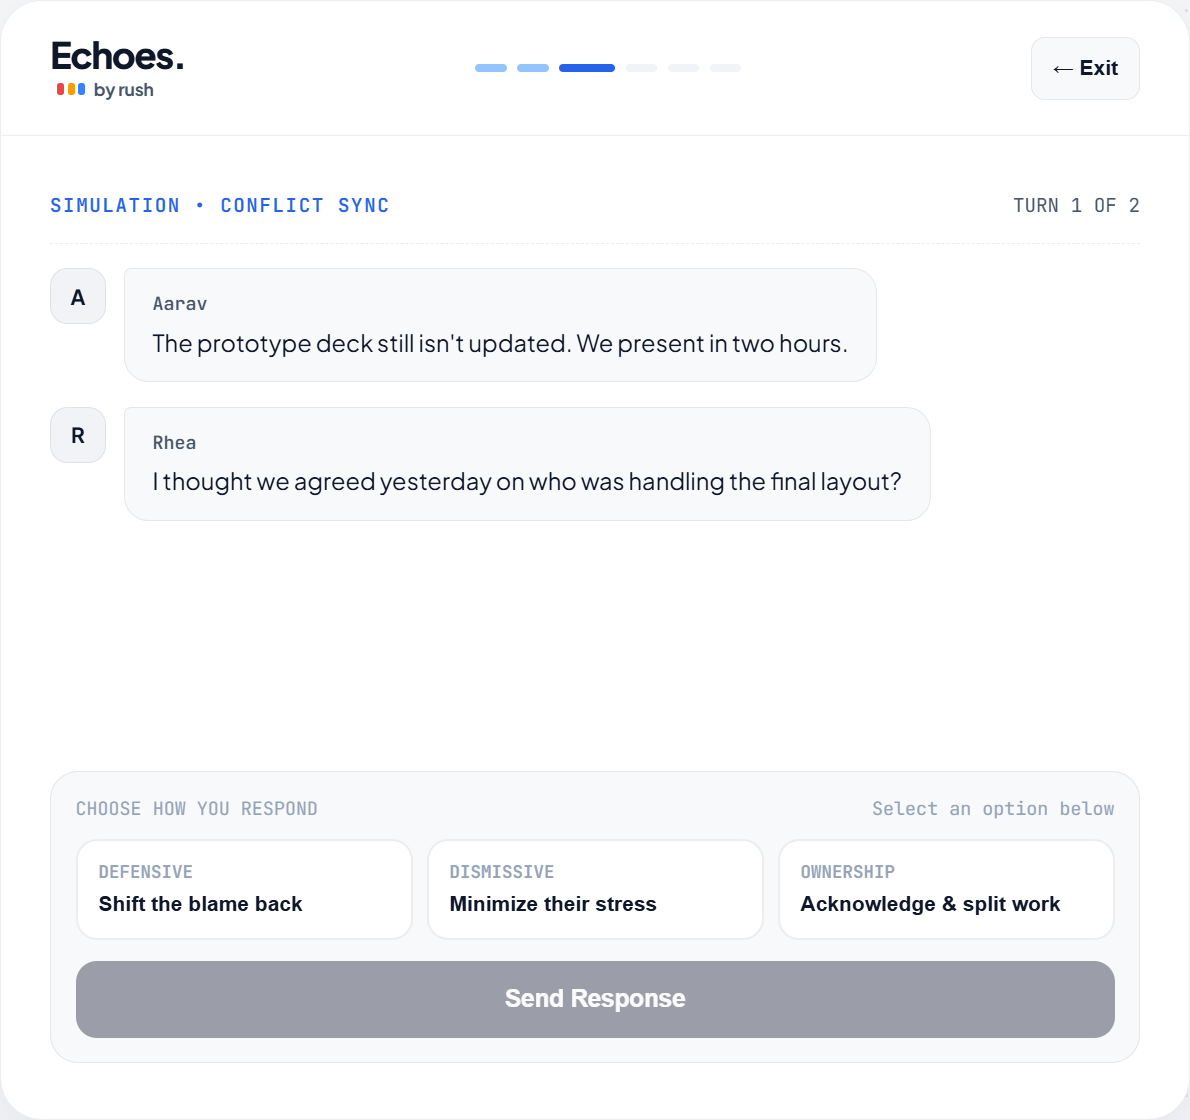 Echoes.
by rush
← Exit
SIMULATION • CONFLICT SYNC
TURN 1 OF 2
A
Aarav
The prototype deck still isn't updated. We present in two hours.
R
Rhea
I thought we agreed yesterday on who was handling the final layout?
CHOOSE HOW YOU RESPOND
Select an option below
DEFENSIVE
Shift the blame back
DISMISSIVE
Minimize their stress
OWNERSHIP
Acknowledge & split work
Send Response